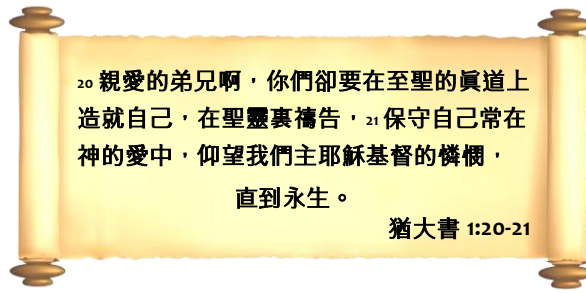 20 親愛的弟兄啊，你們卻要在至聖的眞道上
造就自己，在聖靈裏禱告，21 保守自己常在
神的愛中，仰望我們主耶穌基督的憐憫，
直到永生。
猶大書 1:20-21